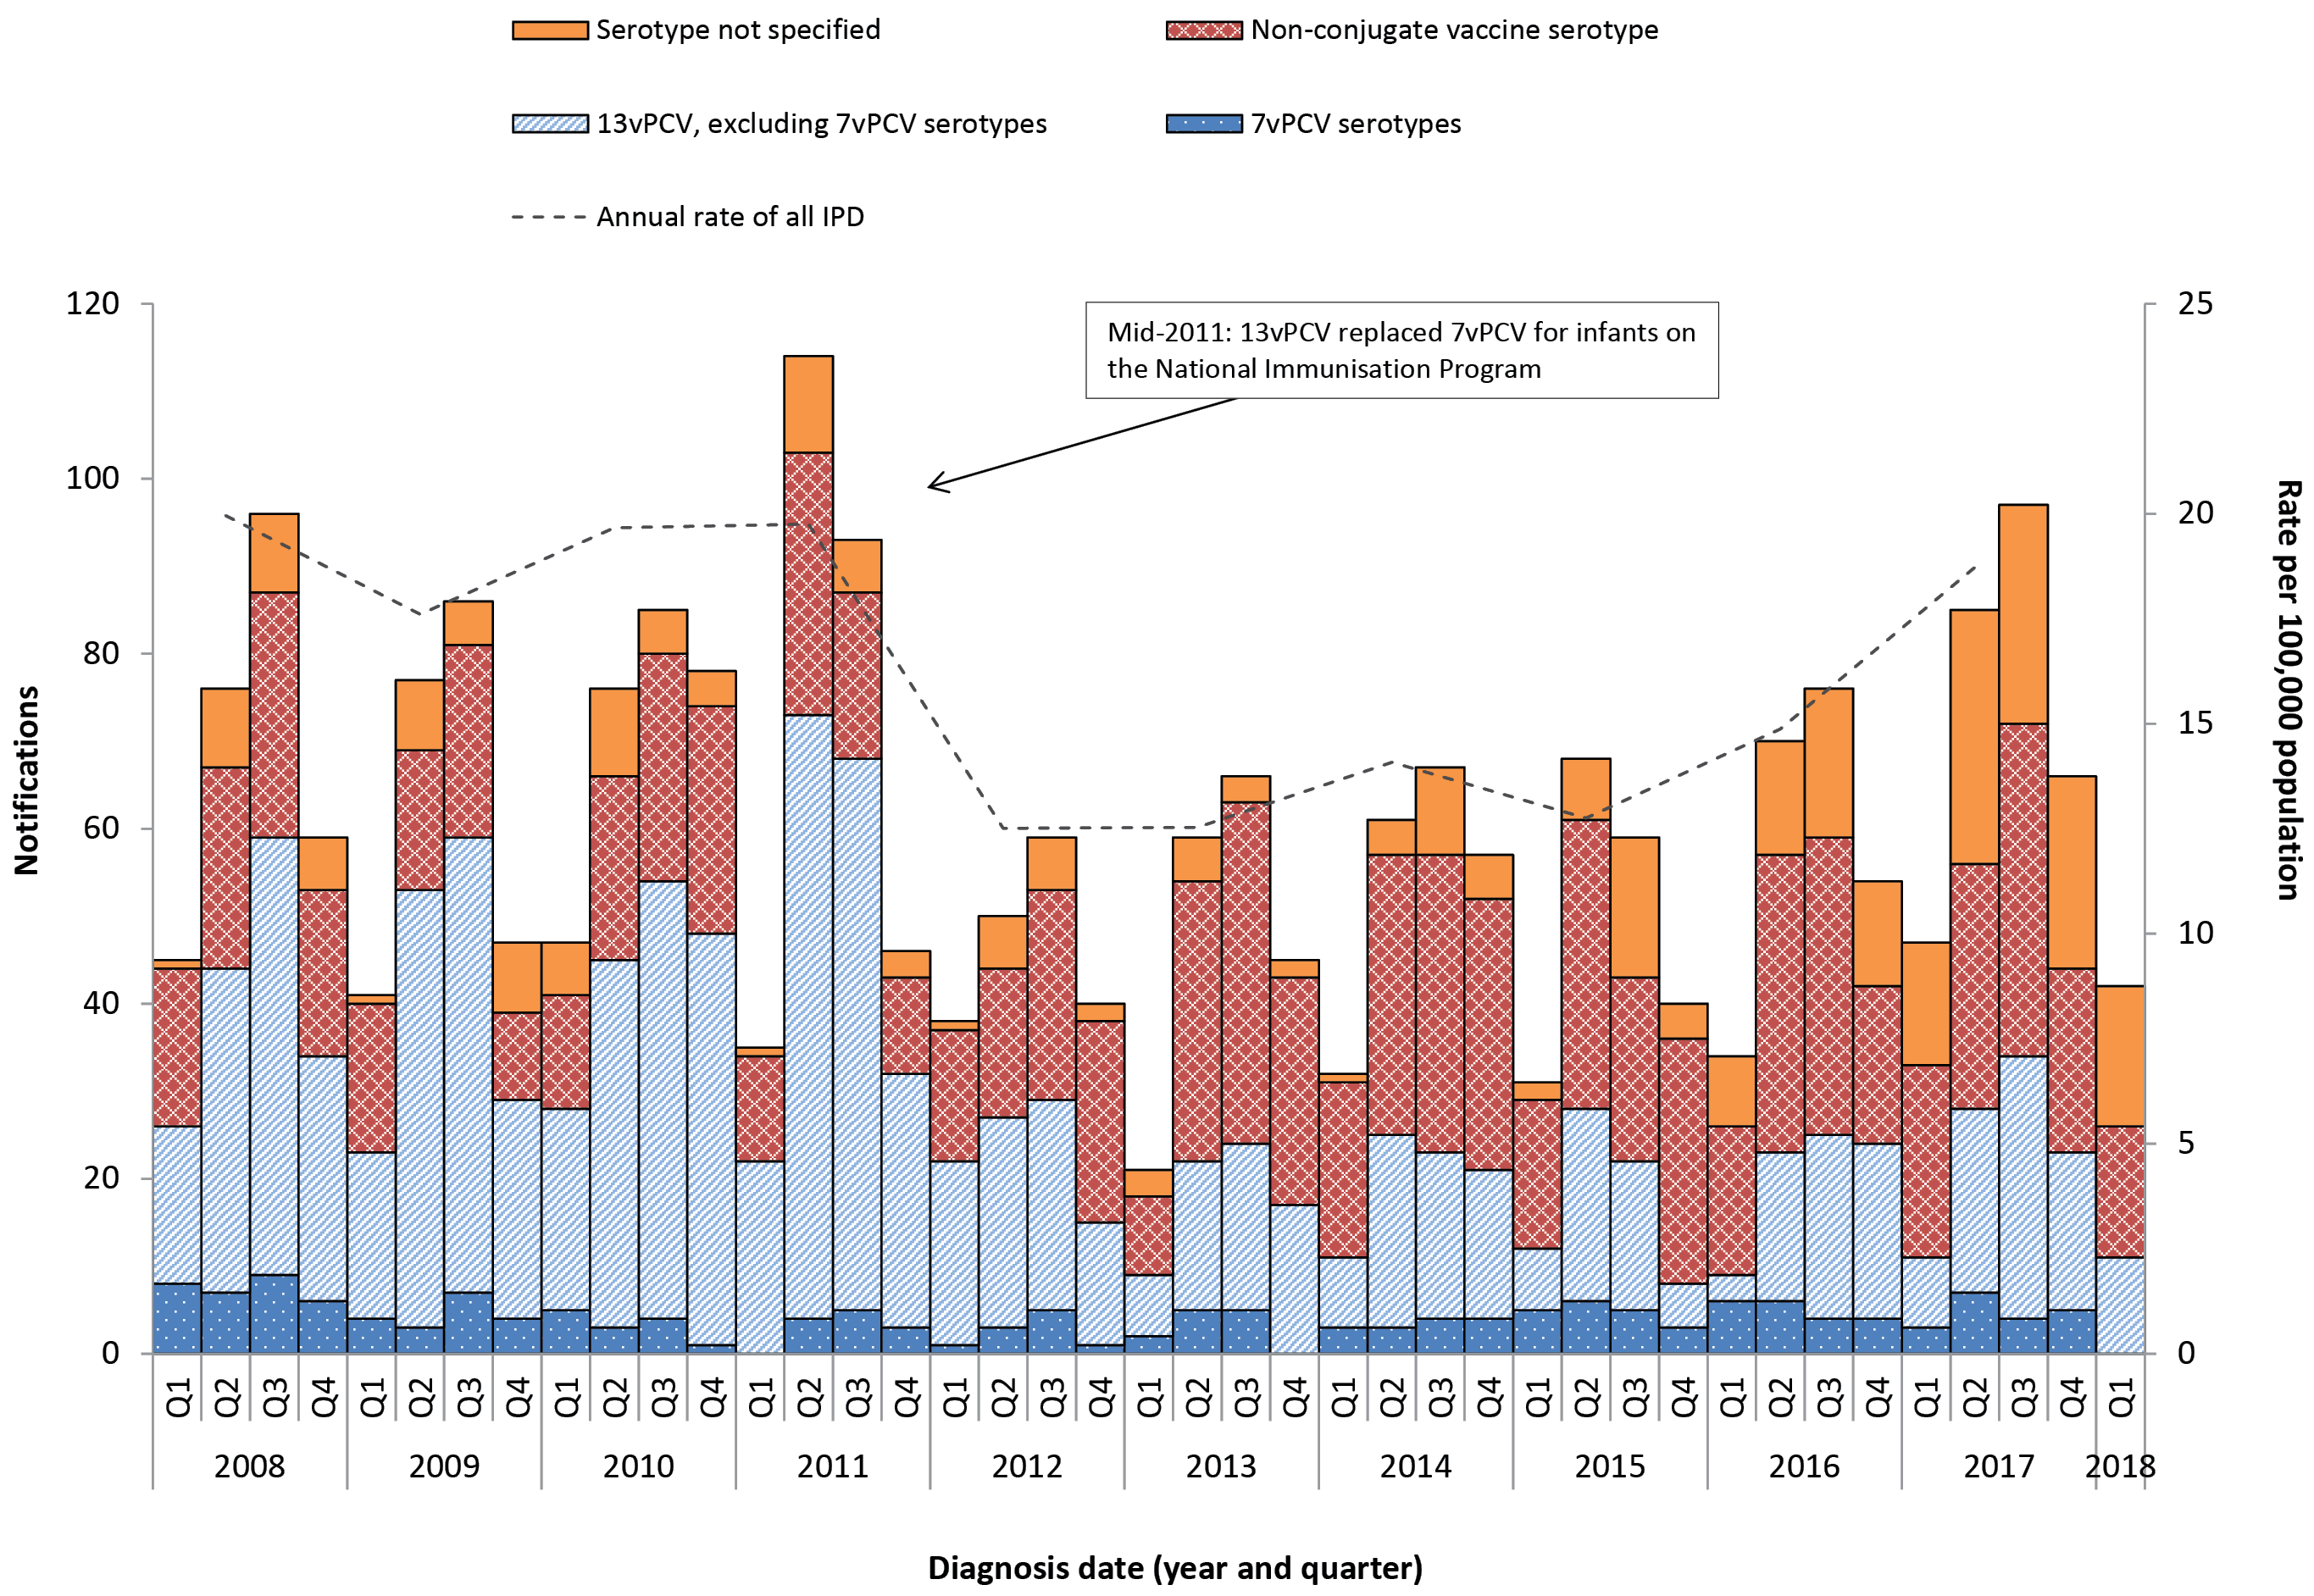 Serotype not specified
Non-conjugate vaccine serotype
13vPCV, excluding 7vPCV serotypes
7vPCV serotypes
Annual rate of all IPD
Mid-2011: 13vPCV replaced 7vPCV for infants on
the National Immunisation Program
Notifications
120
100
80
60
40
20
0
25
20
15
10
5
0
Rate per 100,000 population
Q1 Q2 Q3 Q4 Q1 Q2 Q3 Q4 Q1 Q2 Q3 Q4 Q1 Q2 Q3 Q4 Q1 Q2 Q3 Q4 Q1 Q2 Q3 Q4 Q1 Q2 Q3 Q4 Q1 Q2 Q3 Q4 Q1 Q2 Q3 Q4 Q1 Q2 Q3 Q4 Q1
2008 2009 2010 2011 2012 2013 2014 2015 2016 2017 2018
Diagnosis date (year and quarter)